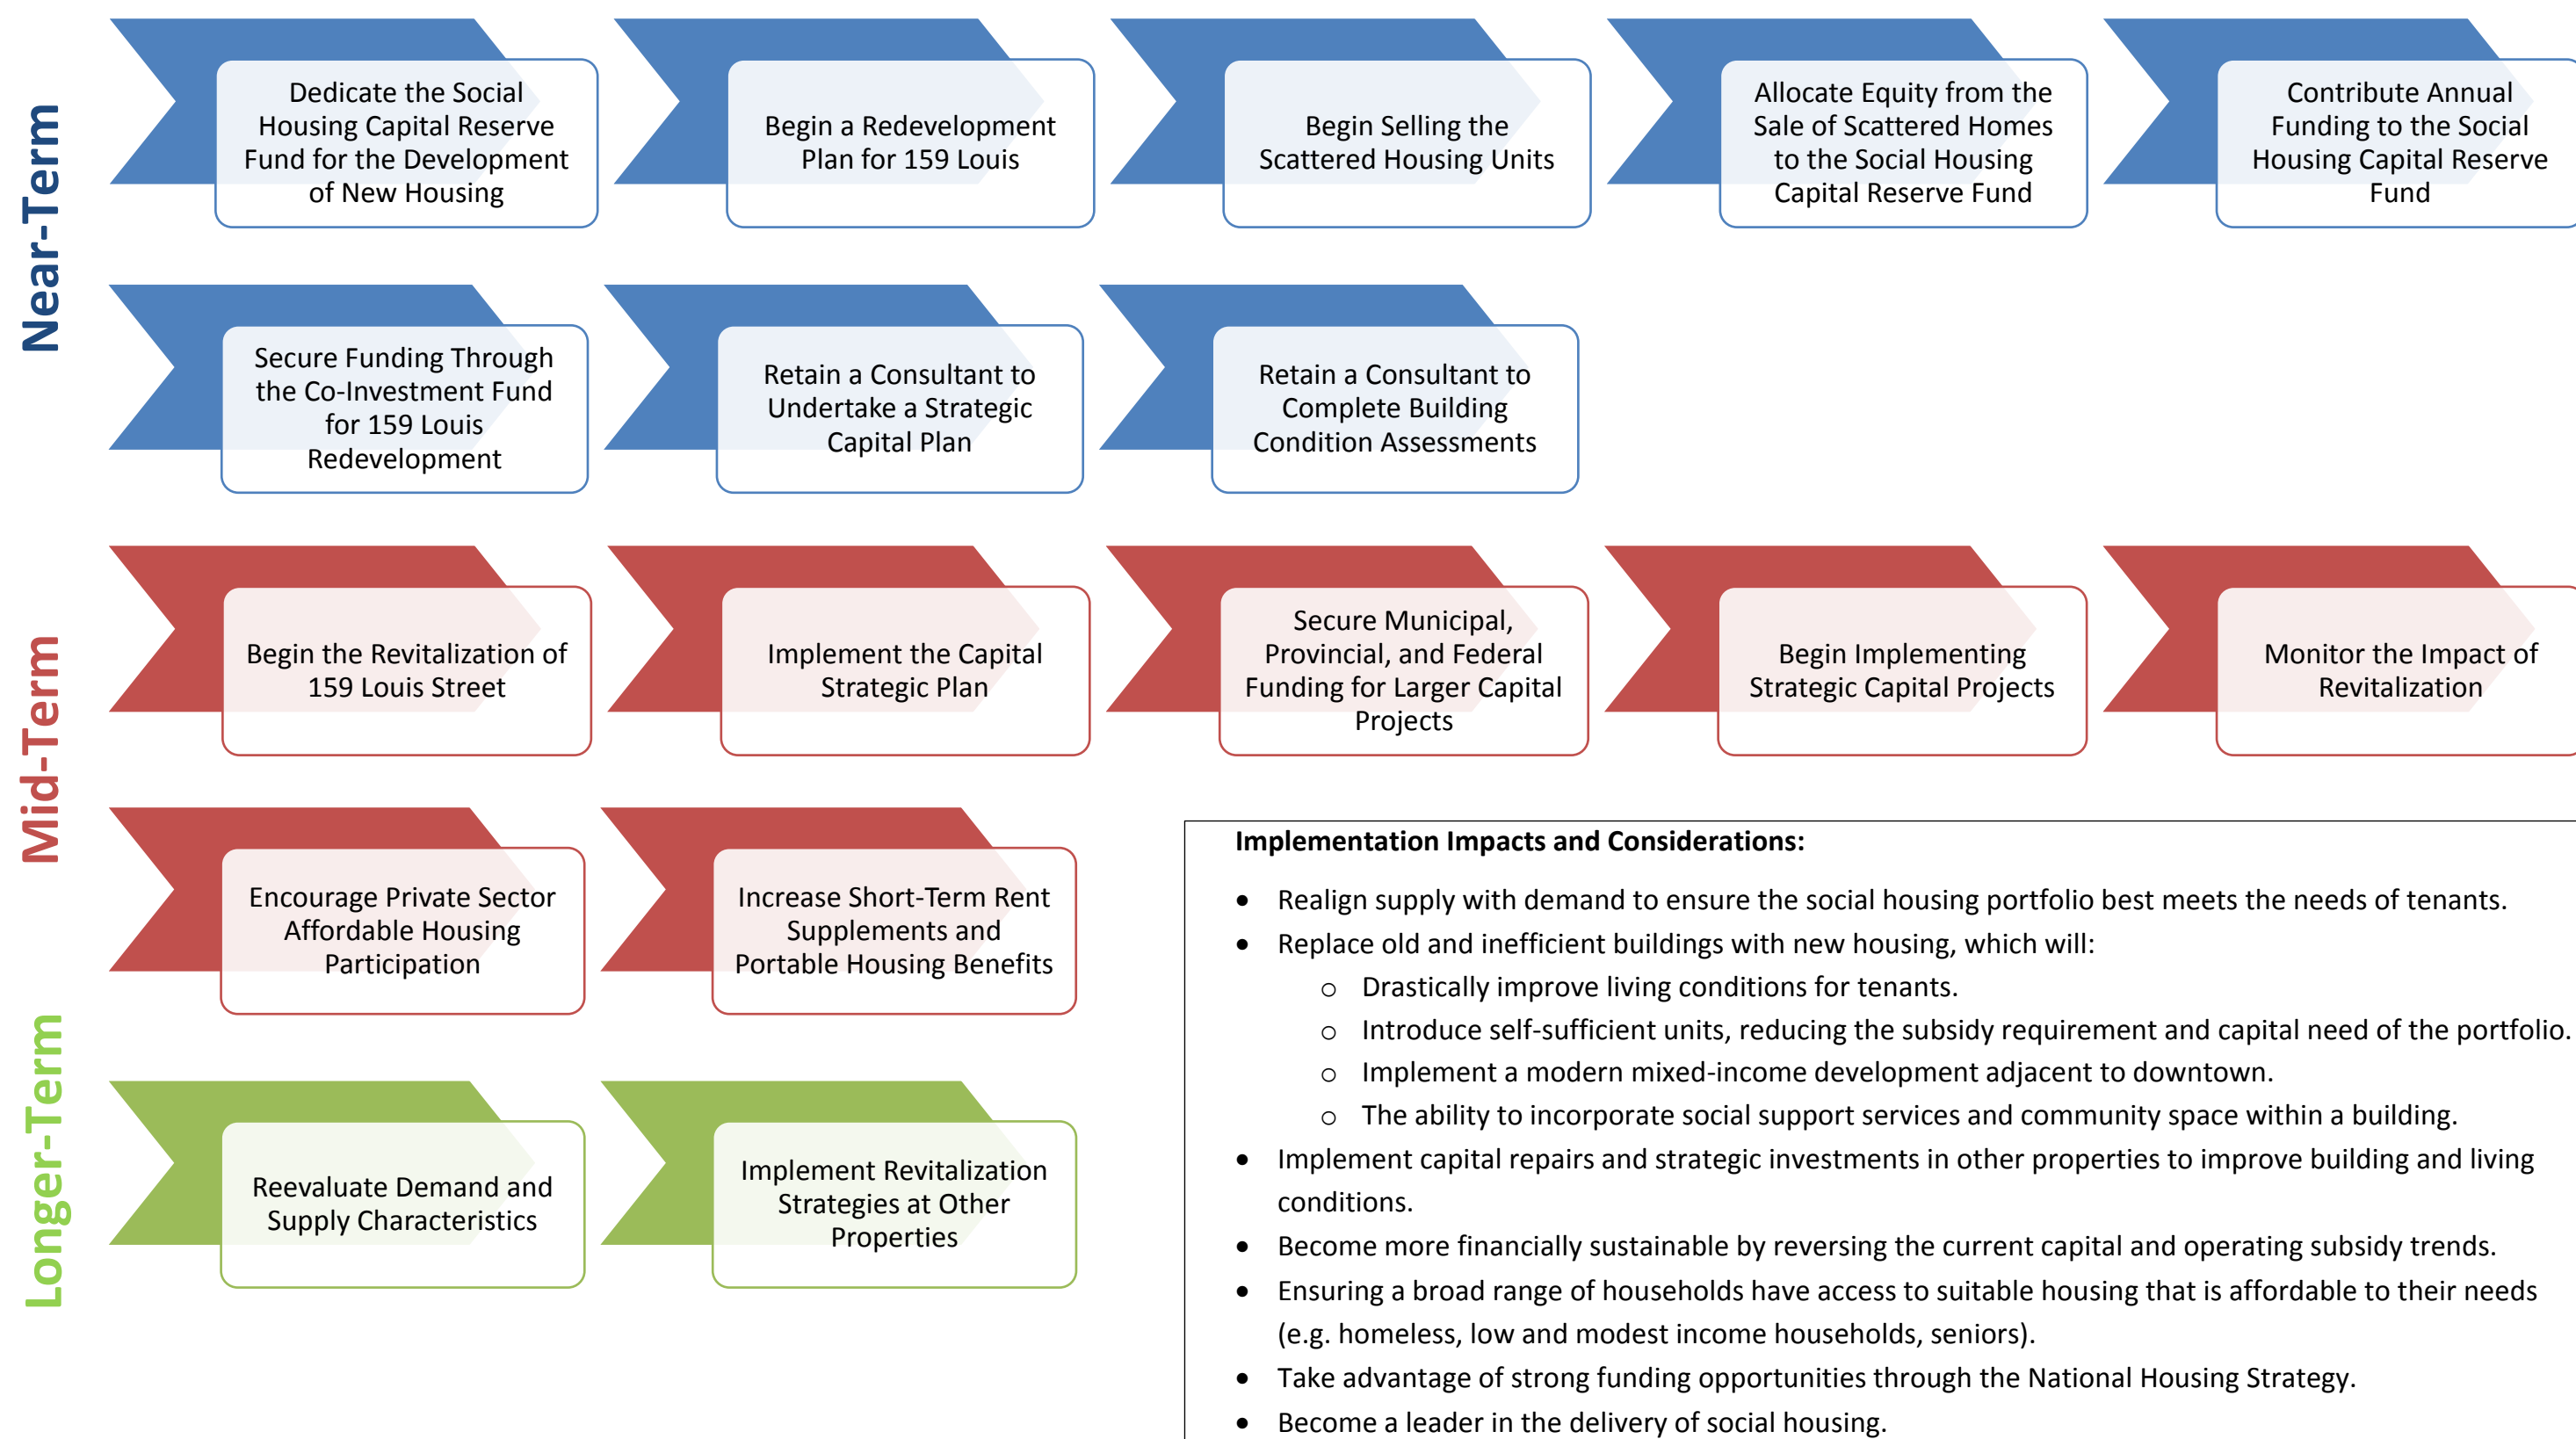 Near-Term
Dedicate the Social
Housing Capital Reserve
Fund for the Development
of New Housing
Begin a Redevelopment
Plan for 159 Louis
Begin Selling the
Scattered Housing Units
Allocate Equity from the
Sale of Scattered Homes
to the Social Housing
Capital Reserve Fund
Contribute Annual
Funding to the Social
Housing Capital Reserve
Fund
Secure Funding Through
the Co-Investment Fund
for 159 Louis
Redevelopment
Retain a Consultant to
Undertake a Strategic
Capital Plan
Retain a Consultant to
Complete Building
Condition Assessments
Mid-Term
Begin the Revitalization of
159 Louis Street
Implement the Capital
Strategic Plan
Secure Municipal,
Provincial, and Federal
Funding for Larger Capital
Projects
Begin Implementing
Strategic Capital Projects
Monitor the Impact of
Revitalization
Encourage Private Sector
Affordable Housing
Participation
Increase Short-Term Rent
Supplements and
Portable Housing Benefits
Longer-Term
Reevaluate Demand and
Supply Characteristics
Implement Revitalization
Strategies at Other
Properties
Implementation Impacts and Considerations:
• Realign supply with demand to ensure the social housing portfolio best meets the needs of tenants.
• Replace old and inefficient buildings with new housing, which will:
o Drastically improve living conditions for tenants.
o Introduce self-sufficient units, reducing the subsidy requirement and capital need of the portfolio.
o Implement a modern mixed-income development adjacent to downtown.
o The ability to incorporate social support services and community space within a building.
• Implement capital repairs and strategic investments in other properties to improve building and living
conditions.
• Become more financially sustainable by reversing the current capital and operating subsidy trends.
• Ensuring a broad range of households have access to suitable housing that is affordable to their needs
(e.g. homeless, low and modest income households, seniors).
• Take advantage of strong funding opportunities through the National Housing Strategy.
• Become a leader in the delivery of social housing.